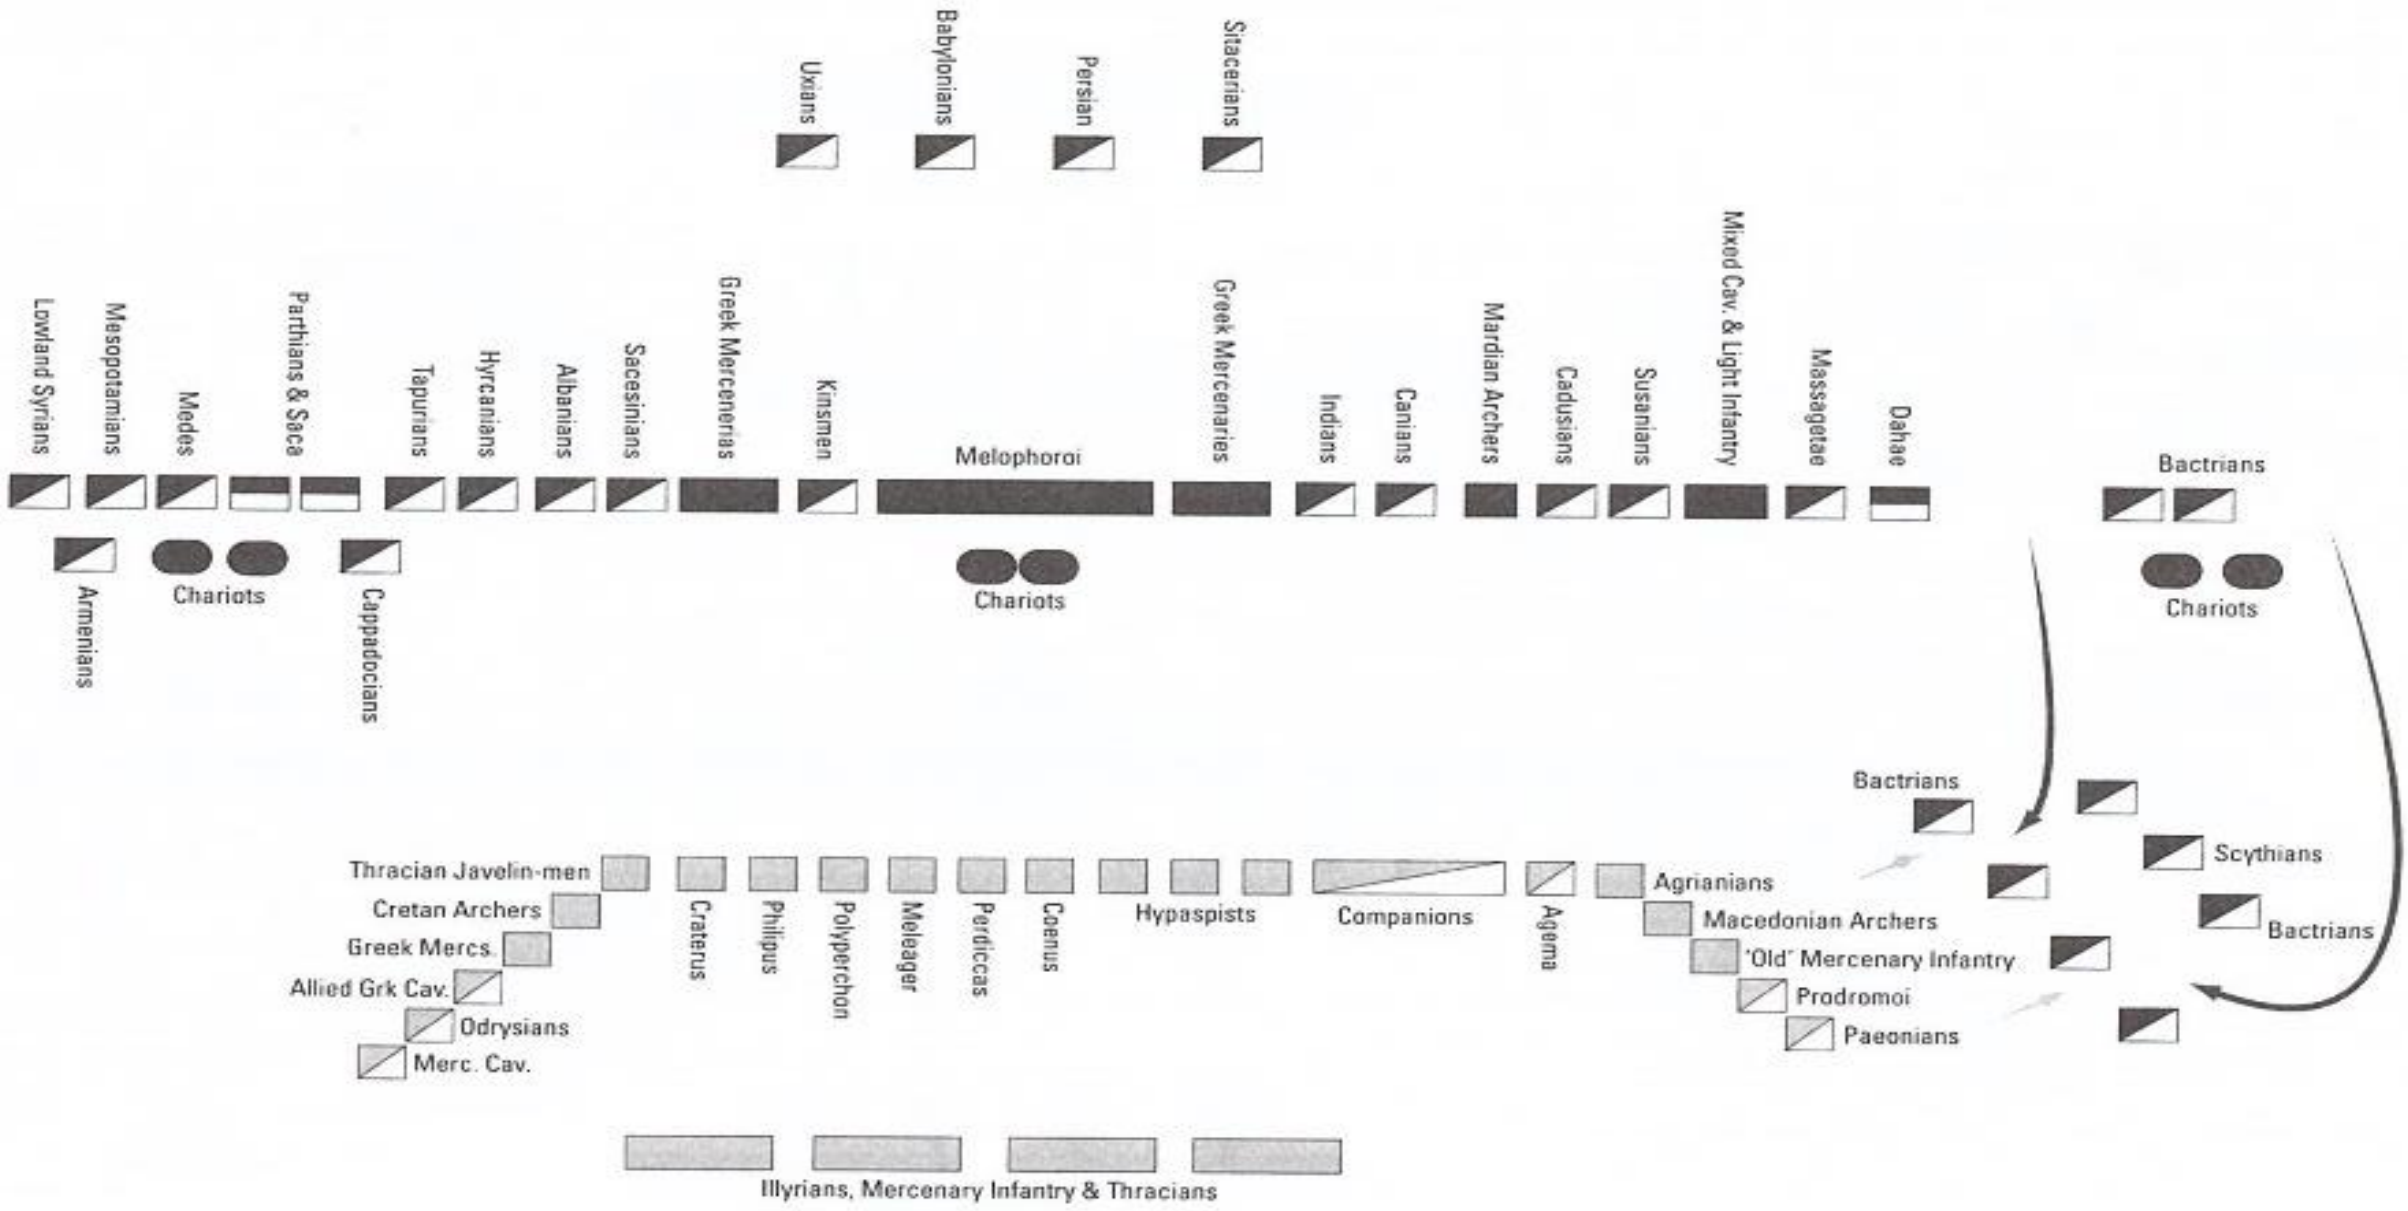 Uxians
Babylonians
Persian
Sitacerians
Lowland Syrians
Mesopotamians
Medes
Parthians & Saca
Tapurians
Hyrcanians
Albanians
Sacesinians
Greek Mercenerias
Kinsmen
Melophoroi
Greek Mercenaries
Indians
Canians
Mardian Archers
Cadusians
Susanians
Mixed Cav. & Light Infantry
Massagetae
Dahae
Bactrians
Armenians
Chariots
Cappadocians
Chariots
Chariots
Bactrians
Scythians
Bactrians
Thracian Javelin-men
Cretan Archers
Greek Mercs.
Allied Grk Cav.
Odrysians
Merc. Cav.
Craterus
Philipus
Polyperchon
Meleager
Perdiccas
Coenus
Hypaspists
Companions
Agema
Agrianians
Macedonian Archers
'Old' Mercenary Infantry
Prodromoi
Paeonians
Illyrians, Mercenary Infantry & Thracians